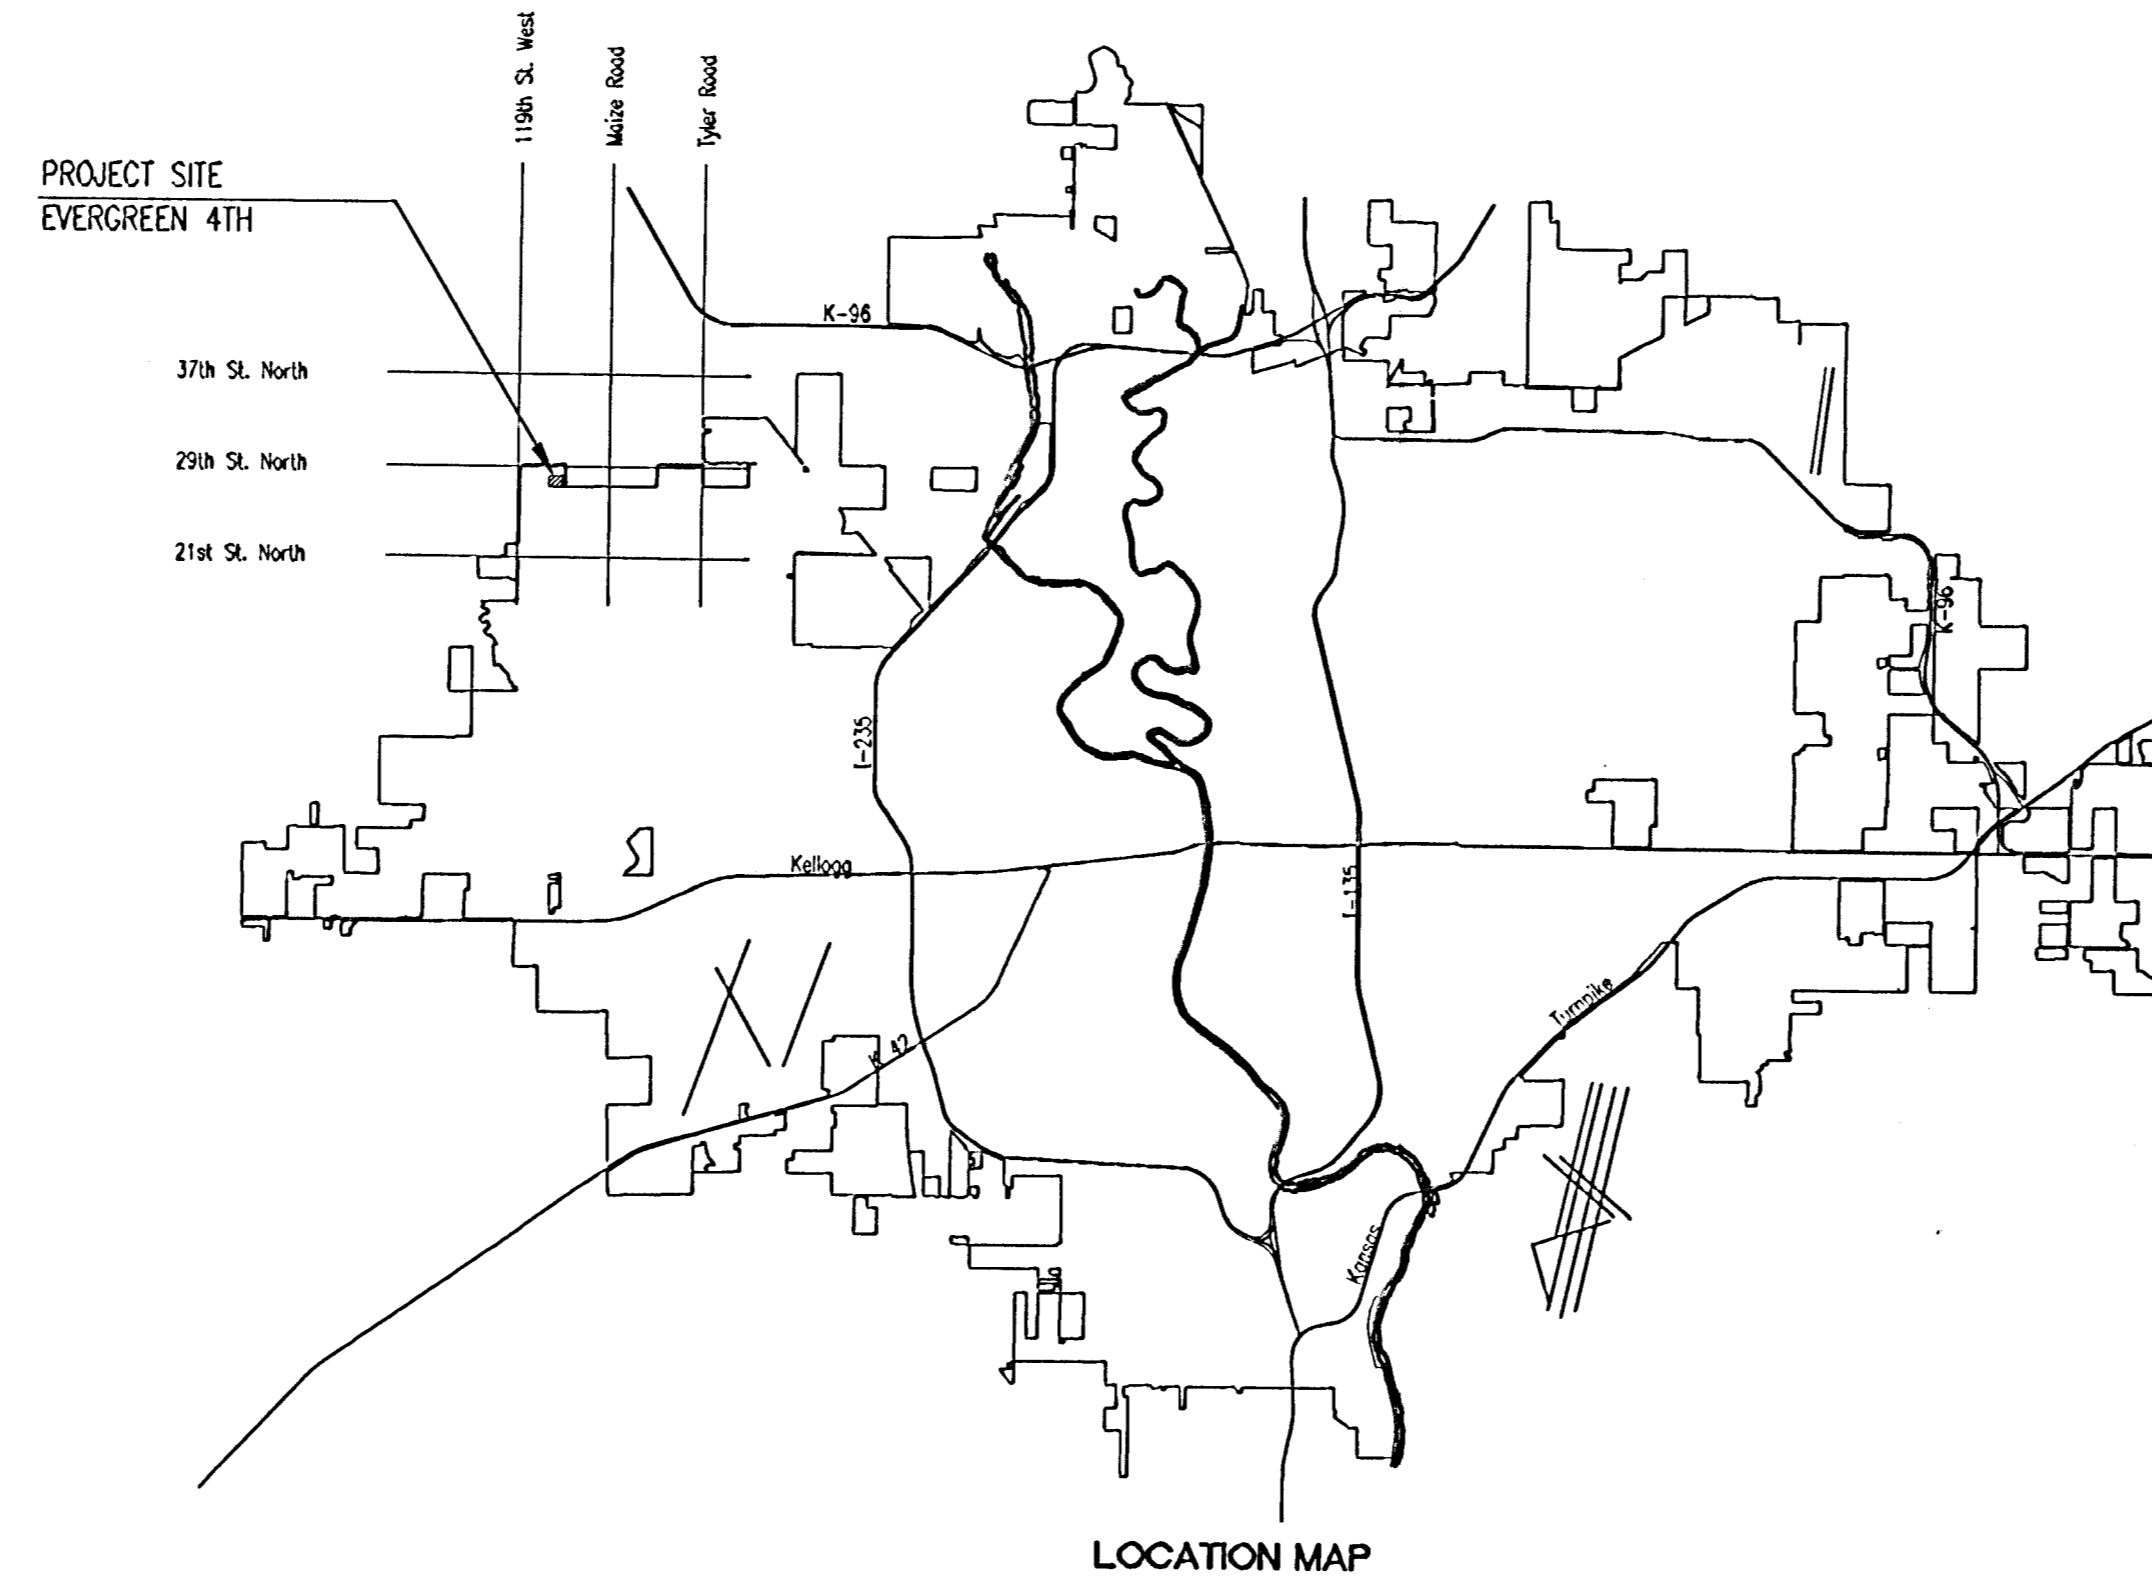 119th St. West
Maize Road
Tyler Road
PROJECT SITE
EVERGREEN 4TH
K-96
37th St. North
29th St. North
21st St. North
K-96
I-235
Kellogg
I-135
Turnpike
K 42
Kansas
LOCATION MAP